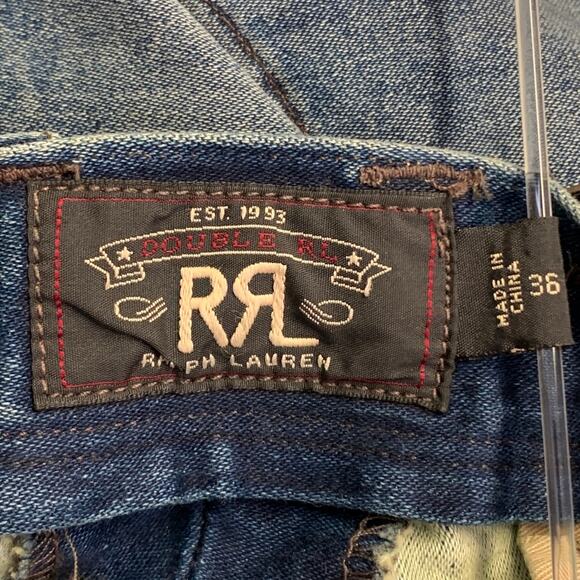 EST. 1993
DOUBLE RL
RRL
RALPH LAUREN
MADE IN
CHINA
36